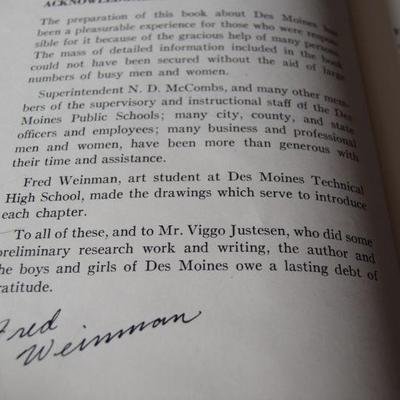 The preparation of this book about Des Moines has
been a pleasurable experience for those who were
sible for it because of the gracious help of many persons.
The mass of detailed information included in the book
could not have been secured without the aid of large
numbers of busy men and women.
Superintendent N. D. McCombs, and many other mem-
bers of the supervisory and instructional staff of the Des
Moines Public Schools; many city, county, and state
officers and employees; many business and professional
men and women, have been more than generous with
their time and assistance.
Fred Weinman, art student at Des Moines Technical
High School, made the drawings which serve to introduce
each chapter.
To all of these, and to Mr. Viggo Justesen, who did some
preliminary research work and writing, the author and
the boys and girls of Des Moines owe a lasting debt of
gratitude.
Fred
Weinman